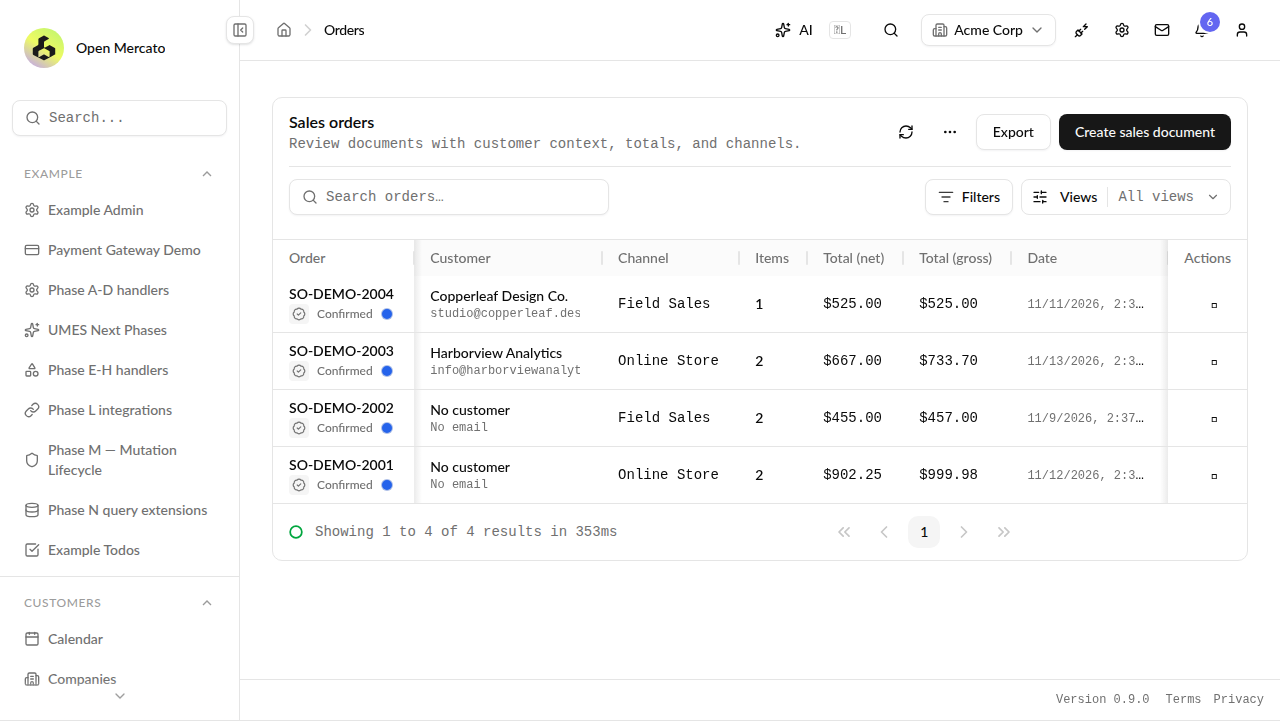 Open Mercato
Search...
EXAMPLE
Example Admin
Payment Gateway Demo
Phase A-D handlers
UMES Next Phases
Phase E-H handlers
Phase L integrations
Phase M — Mutation
Lifecycle
Phase N query extensions
Example Todos
CUSTOMERS
Calendar
Companies
Orders
AI
L
Acme Corp
6
Sales orders
Review documents with customer context, totals, and channels.
Export
Create sales document
Search orders…
Filters
Views
All views
Order Customer Channel Items Total (net) Total (gross) Date Actions
SO-DEMO-2004
Confirmed
Copperleaf Design Co.
studio@copperleaf.des
Field Sales 1 $525.00 $525.00 11/11/2026, 2:3…
SO-DEMO-2003
Confirmed
Harborview Analytics
info@harborviewanalyt
Online Store 2 $667.00 $733.70 11/13/2026, 2:3…
SO-DEMO-2002
Confirmed
No customer
No email
Field Sales 2 $455.00 $457.00 11/9/2026, 2:37…
SO-DEMO-2001
Confirmed
No customer
No email
Online Store 2 $902.25 $999.98 11/12/2026, 2:3…
Showing 1 to 4 of 4 results in 353ms
1
Version 0.9.0 Terms Privacy